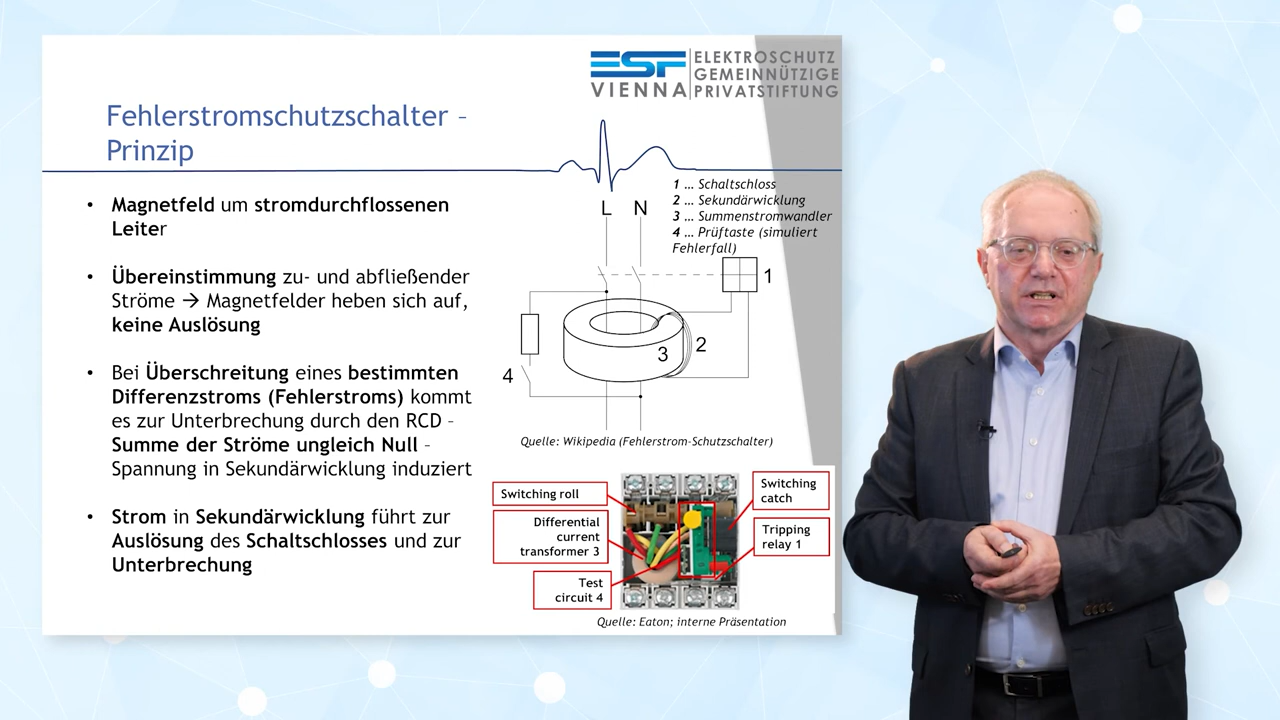 ESF
VIENNA
ELEKTROSCHUTZ
GEMEINNÜTZIGE
PRIVATSTIFTUNG
Fehlerstromschutzschalter –
Prinzip
• Magnetfeld um stromdurchflossenen
Leiter
• Übereinstimmung zu- und abfließender
Ströme → Magnetfelder heben sich auf,
keine Auslösung
• Bei Überschreitung eines bestimmten
Differenzstroms (Fehlerstroms) kommt
es zur Unterbrechung durch den RCD –
Summe der Ströme ungleich Null –
Spannung in Sekundärwicklung induziert
• Strom in Sekundärwicklung führt zur
Auslösung des Schaltschlosses und zur
Unterbrechung
1 … Schaltschloss
2 … Sekundärwicklung
3 … Summenstromwandler
4 … Prüftaste (simuliert
Fehlerfall)
L N
1
2
3
4
Quelle: Wikipedia (Fehlerstrom-Schutzschalter)
Switching roll
Differential
current
transformer 3
Test
circuit 4
Switching
catch
Tripping
relay 1
Quelle: Eaton; interne Präsentation